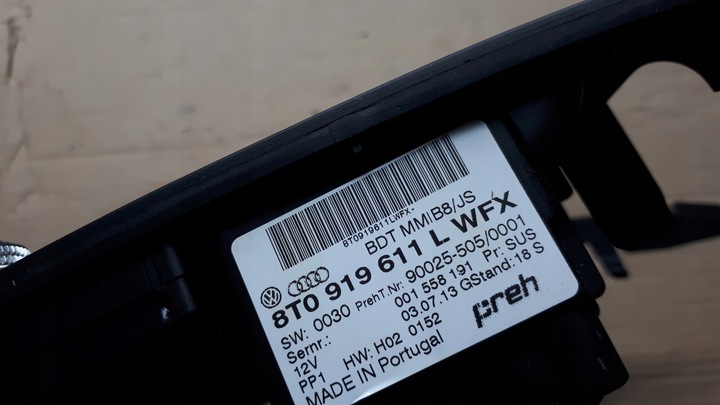 8T0919611LWFX-
BDT MMIB8/JS
8T0 919 611 L WFX
SW: 0030 PrehT.Nr: 90025-505/0001
Sernr.: 001 558 191 Pr: SUS
12V 03.07.13 GStand: 18 S
PP1 HW: H02 0152
MADE IN Portugal
preh